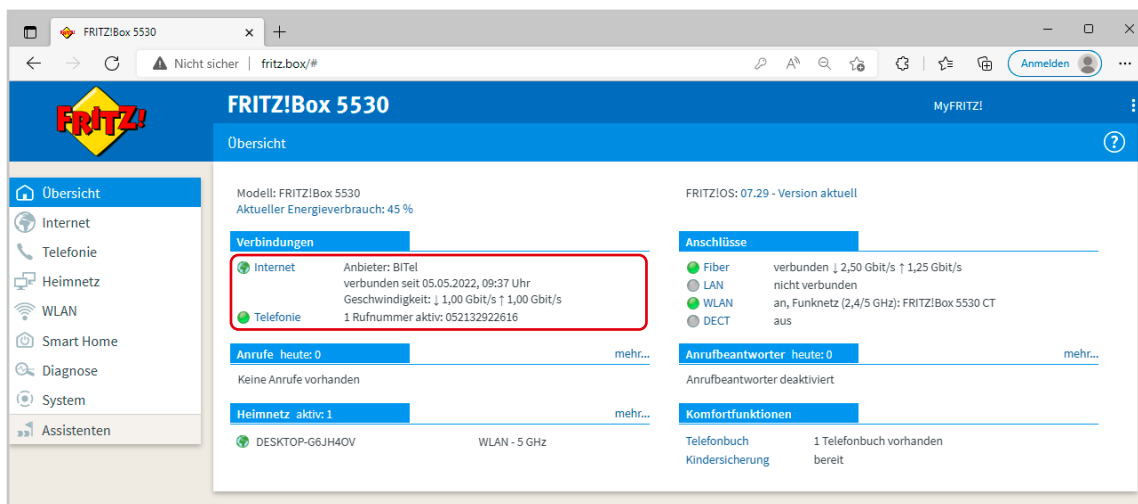 FRITZ!Box 5530
Nicht sicher fritz.box/# Anmelden
FRITZ!
FRITZ!Box 5530 MyFRITZ!
Übersicht
Übersicht
Internet
Telefonie
Heimnetz
WLAN
Smart Home
Diagnose
System
Assistenten
Modell: FRITZ!Box 5530
Aktueller Energieverbrauch: 45 %
FRITZ!OS: 07.29 - Version aktuell
Verbindungen
Internet Anbieter: BITel
verbunden seit 05.05.2022, 09:37 Uhr
Geschwindigkeit: ↓ 1,00 Gbit/s ↑ 1,00 Gbit/s
Telefonie 1 Rufnummer aktiv: 052132922616
Anschlüsse
Fiber verbunden ↓ 2,50 Gbit/s ↑ 1,25 Gbit/s
LAN nicht verbunden
WLAN an, Funknetz (2,4/5 GHz): FRITZ!Box 5530 CT
DECT aus
Anrufe heute: 0 mehr...
Keine Anrufe vorhanden
Anrufbeantworter heute: 0 mehr...
Anrufbeantworter deaktiviert
Heimnetz aktiv: 1 mehr...
DESKTOP-G6JH4OV WLAN - 5 GHz
Komfortfunktionen
Telefonbuch 1 Telefonbuch vorhanden
Kindersicherung bereit